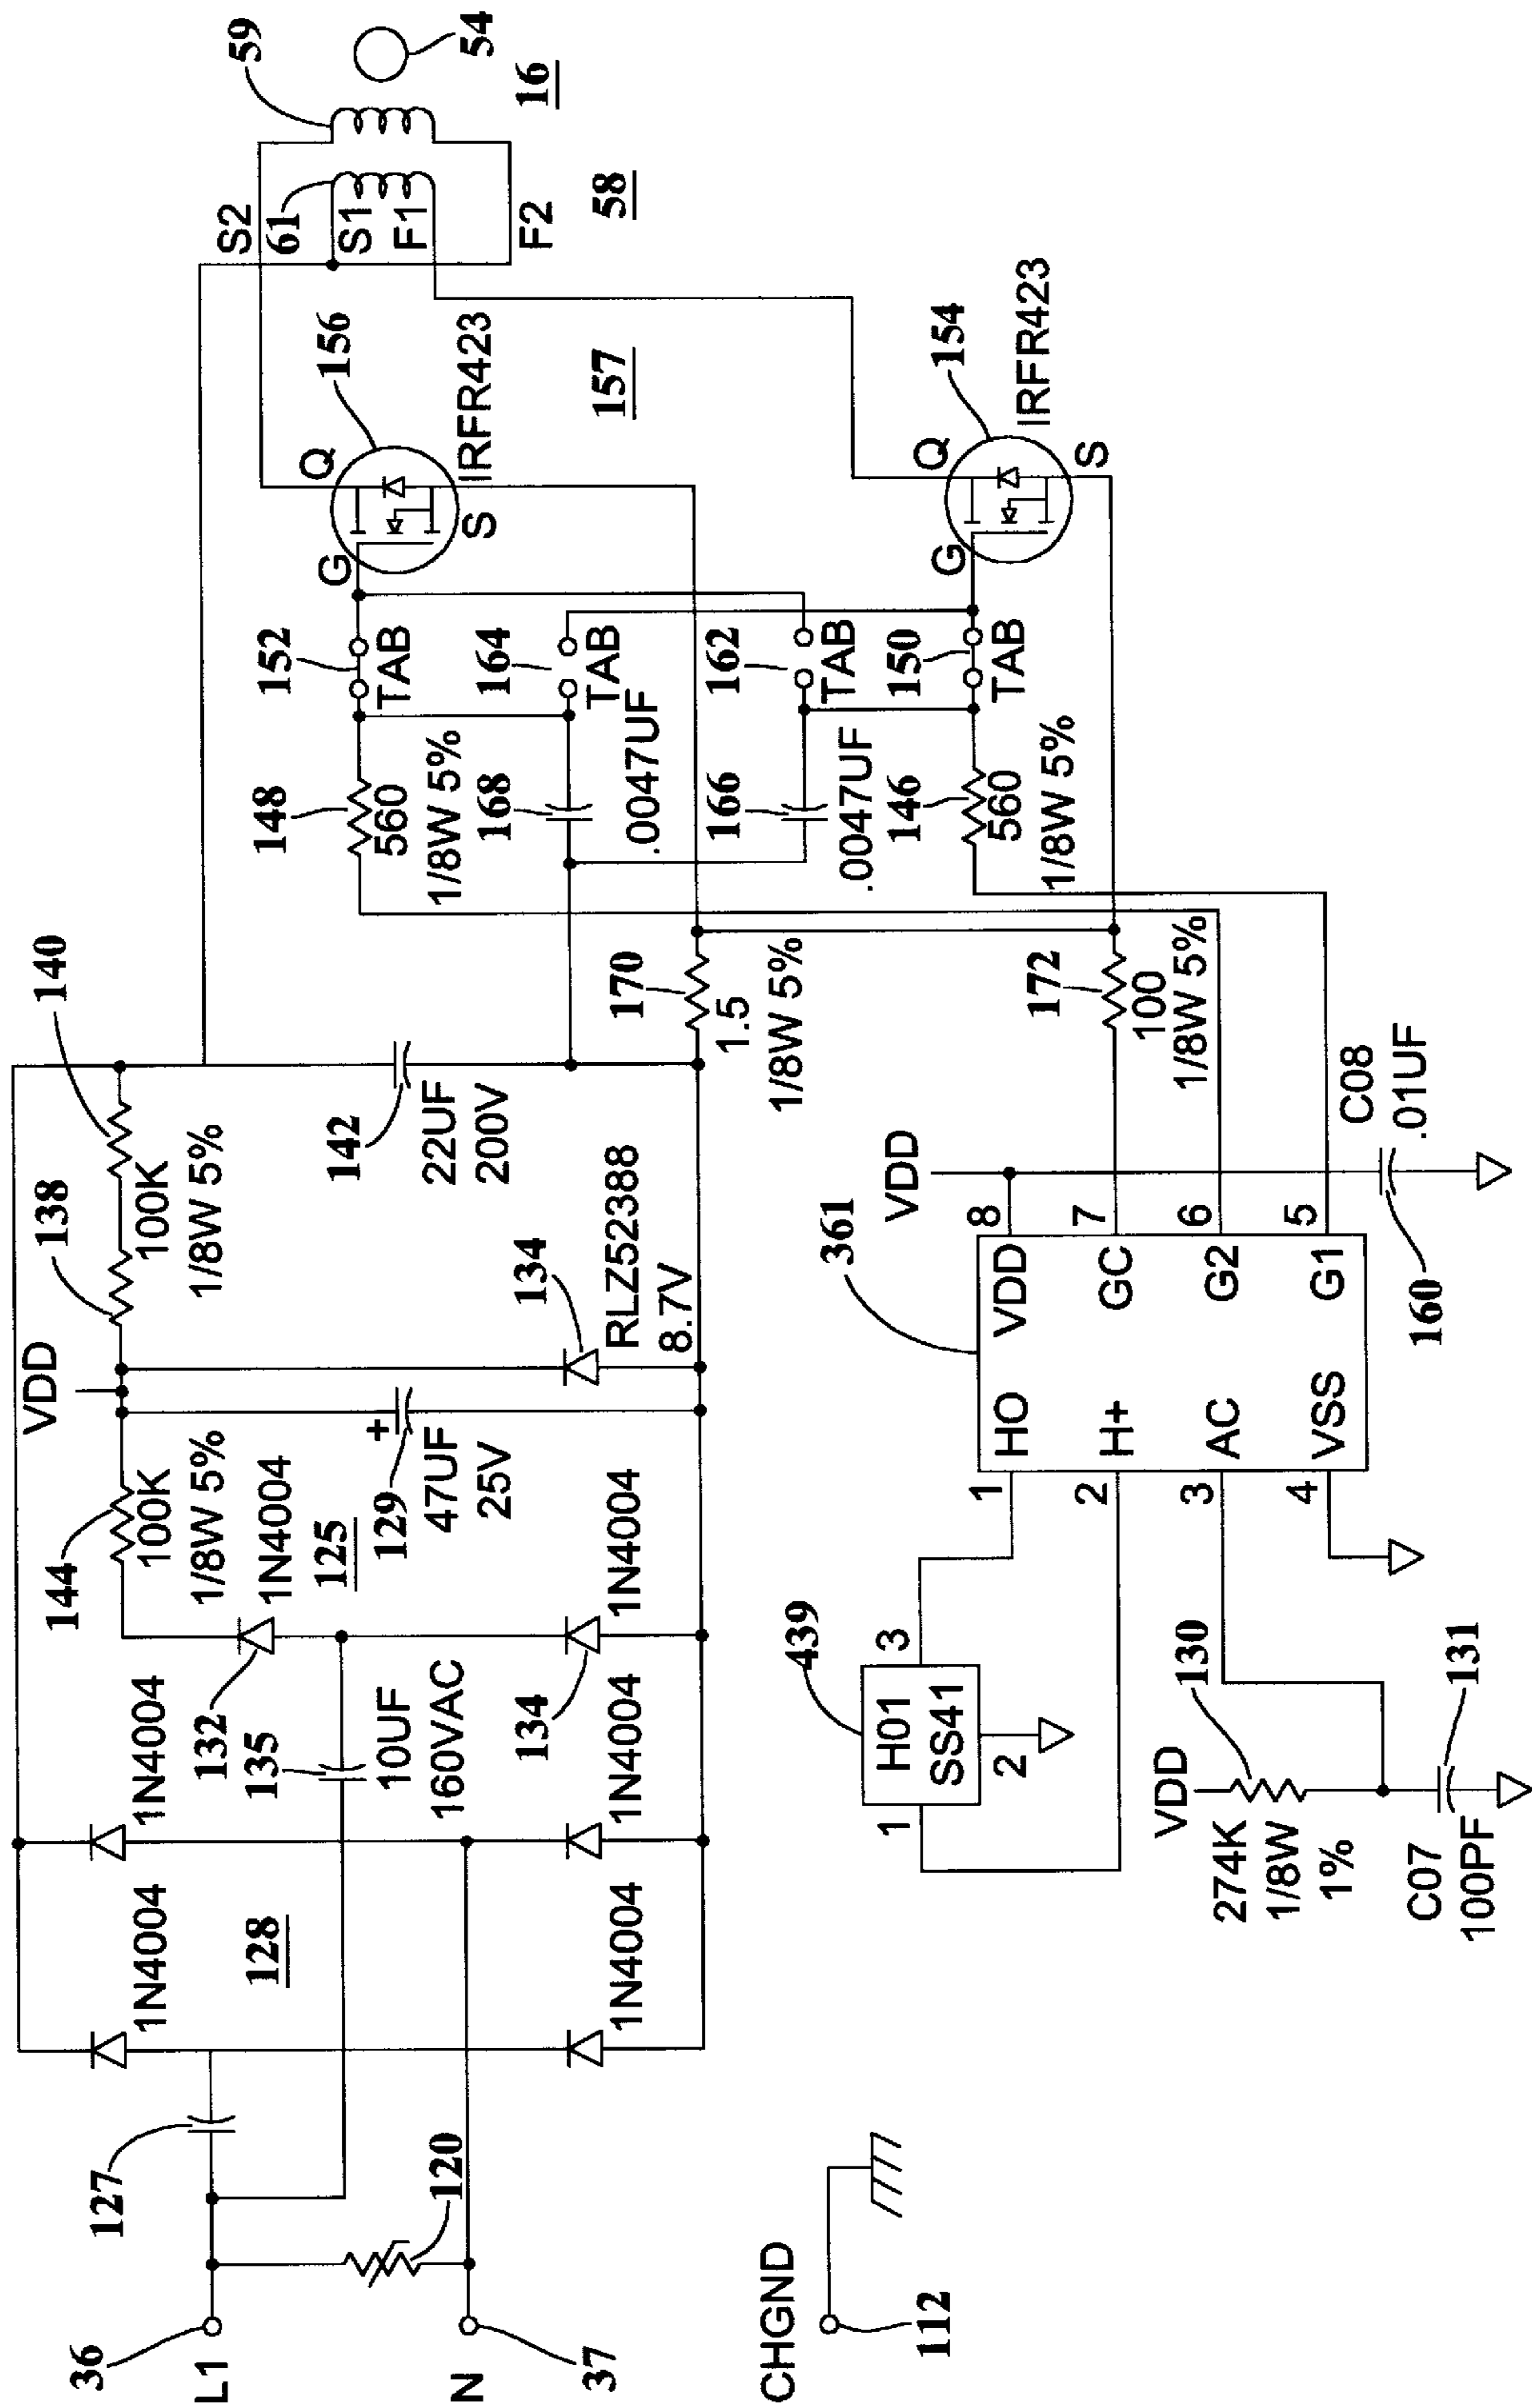 36
L1
N
37
127
120
CHGND
112
128
1N4004
1N4004
1N4004
1N4004
132
135
10UF
160VAC
134
1N4004
144
100K
1/8W 5%
1N4004
125
129
+
47UF
25V
VDD
138
100K
1/8W 5%
140
134
RLZ52388
8.7V
142
22UF
200V
170
1.5
1/8W 5%
148
560
1/8W 5%
168
.0047UF
166
.0047UF
146
560
1/8W 5%
152
TAB
164
TAB
162
TAB
150
TAB
G
Q
S
156
IRFR423
157
G
Q
S
154
IRFR423
S2
61
S1
F1
F2
59
54
16
58
172
100
1/8W 5%
439
H01
SS41
1
2
3
VDD
130
274K
1/8W
1%
C07
100PF
131
361
1
HO
2
H+
3
AC
4
VSS
VDD
8
VDD
GC
7
G2
6
G1
5
160
C08
.01UF